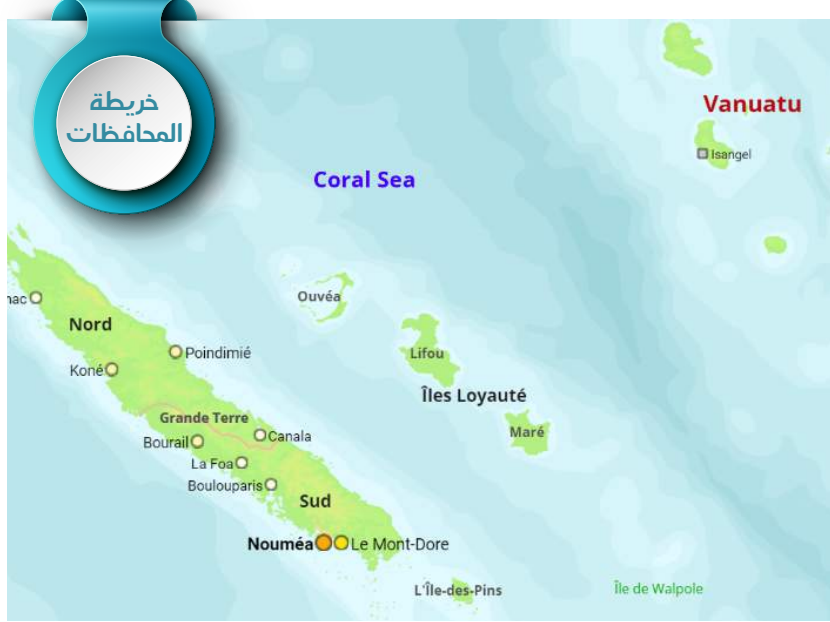 خريطة
المحافظات
Vanuatu
Isangel
Coral Sea
Ouvéa
Nord
Poindimié
Lifou
Koné
Îles Loyauté
Grande Terre
Maré
Canala
Bourail
La Foa
Boulouparis
Sud
Nouméa
Le Mont-Dore
L'Île-des-Pins
Île de Walpole